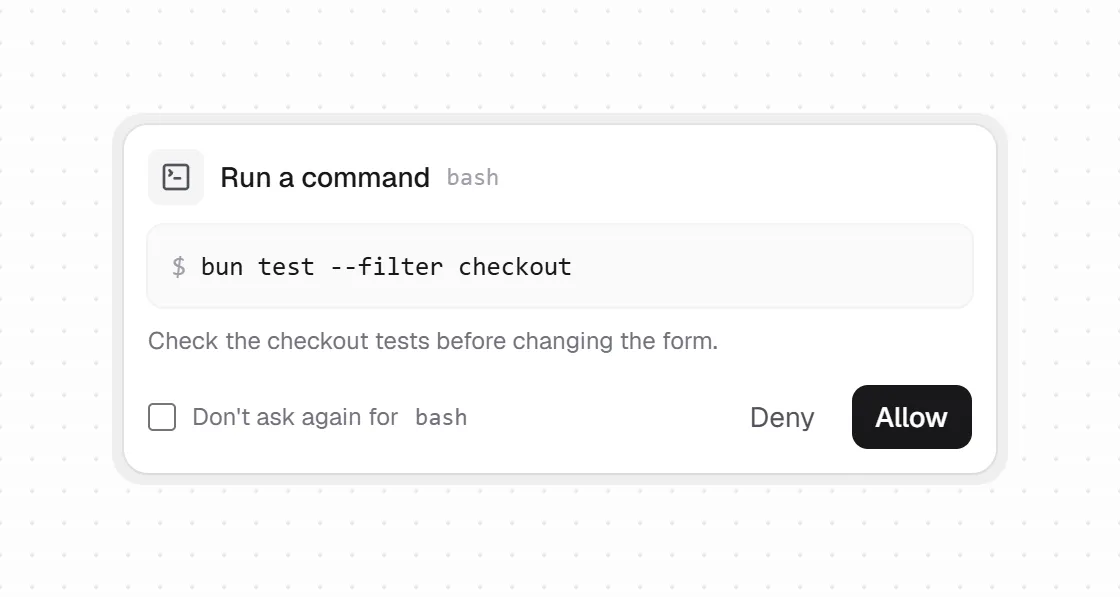 Run a command bash
$ bun test --filter checkout
Check the checkout tests before changing the form.
Don't ask again for bash Deny Allow